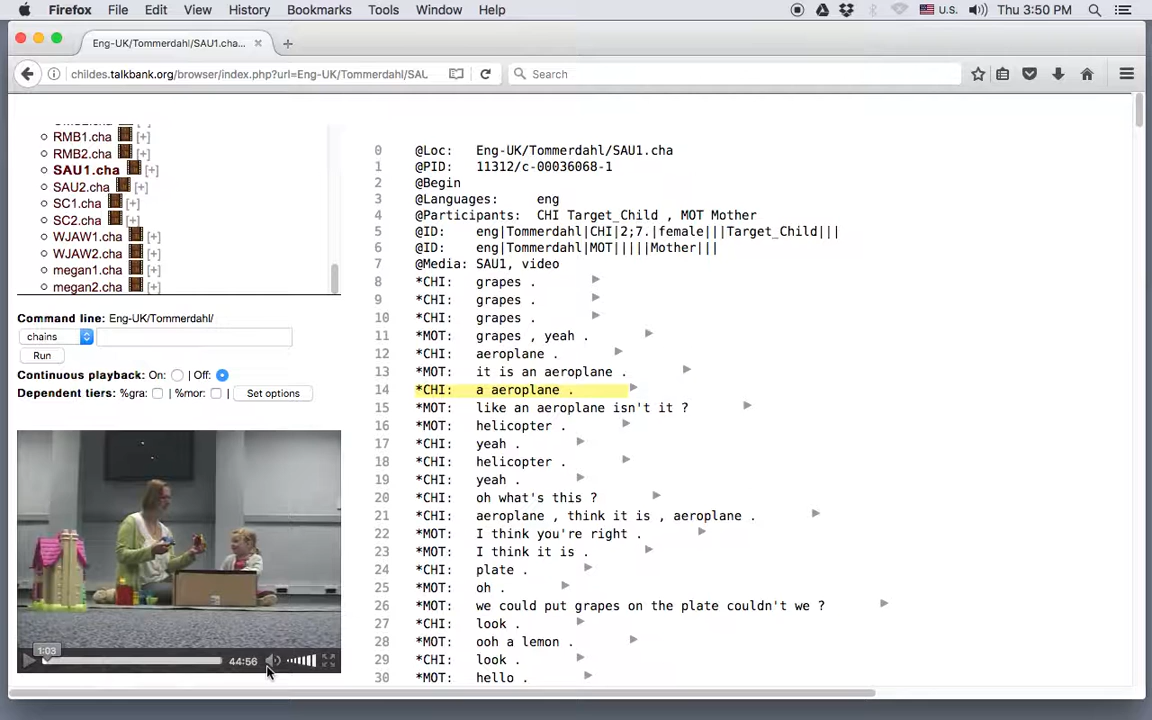 Firefox File Edit View History Bookmarks Tools Window Help U.S. Thu 3:50 PM
Eng-UK/Tommerdahl/SAU1.cha...
childes.talkbank.org/browser/index.php?url=Eng-UK/Tommerdahl/SAU Search
RMB1.cha [+]
RMB2.cha [+]
SAU1.cha [+]
SAU2.cha [+]
SC1.cha [+]
SC2.cha [+]
WJAW1.cha [+]
WJAW2.cha [+]
megan1.cha [+]
megan2.cha [+]
Command line: Eng-UK/Tommerdahl/
chains
Run
Continuous playback: On: | Off:
Dependent tiers: %gra: | %mor: | Set options
1:03
44:56
0 @Loc: Eng-UK/Tommerdahl/SAU1.cha
1 @PID: 11312/c-00036068-1
2 @Begin
3 @Languages: eng
4 @Participants: CHI Target_Child , MOT Mother
5 @ID: eng|Tommerdahl|CHI|2;7.|female|||Target_Child|||
6 @ID: eng|Tommerdahl|MOT|||||Mother|||
7 @Media: SAU1, video
8 *CHI: grapes .
9 *CHI: grapes .
10 *CHI: grapes .
11 *MOT: grapes , yeah .
12 *CHI: aeroplane .
13 *MOT: it is an aeroplane .
14 *CHI: a aeroplane .
15 *MOT: like an aeroplane isn't it ?
16 *MOT: helicopter .
17 *CHI: yeah .
18 *CHI: helicopter .
19 *CHI: yeah .
20 *CHI: oh what's this ?
21 *CHI: aeroplane , think it is , aeroplane .
22 *MOT: I think you're right .
23 *MOT: I think it is .
24 *CHI: plate .
25 *MOT: oh .
26 *MOT: we could put grapes on the plate couldn't we ?
27 *CHI: look .
28 *MOT: ooh a lemon .
29 *CHI: look .
30 *MOT: hello .